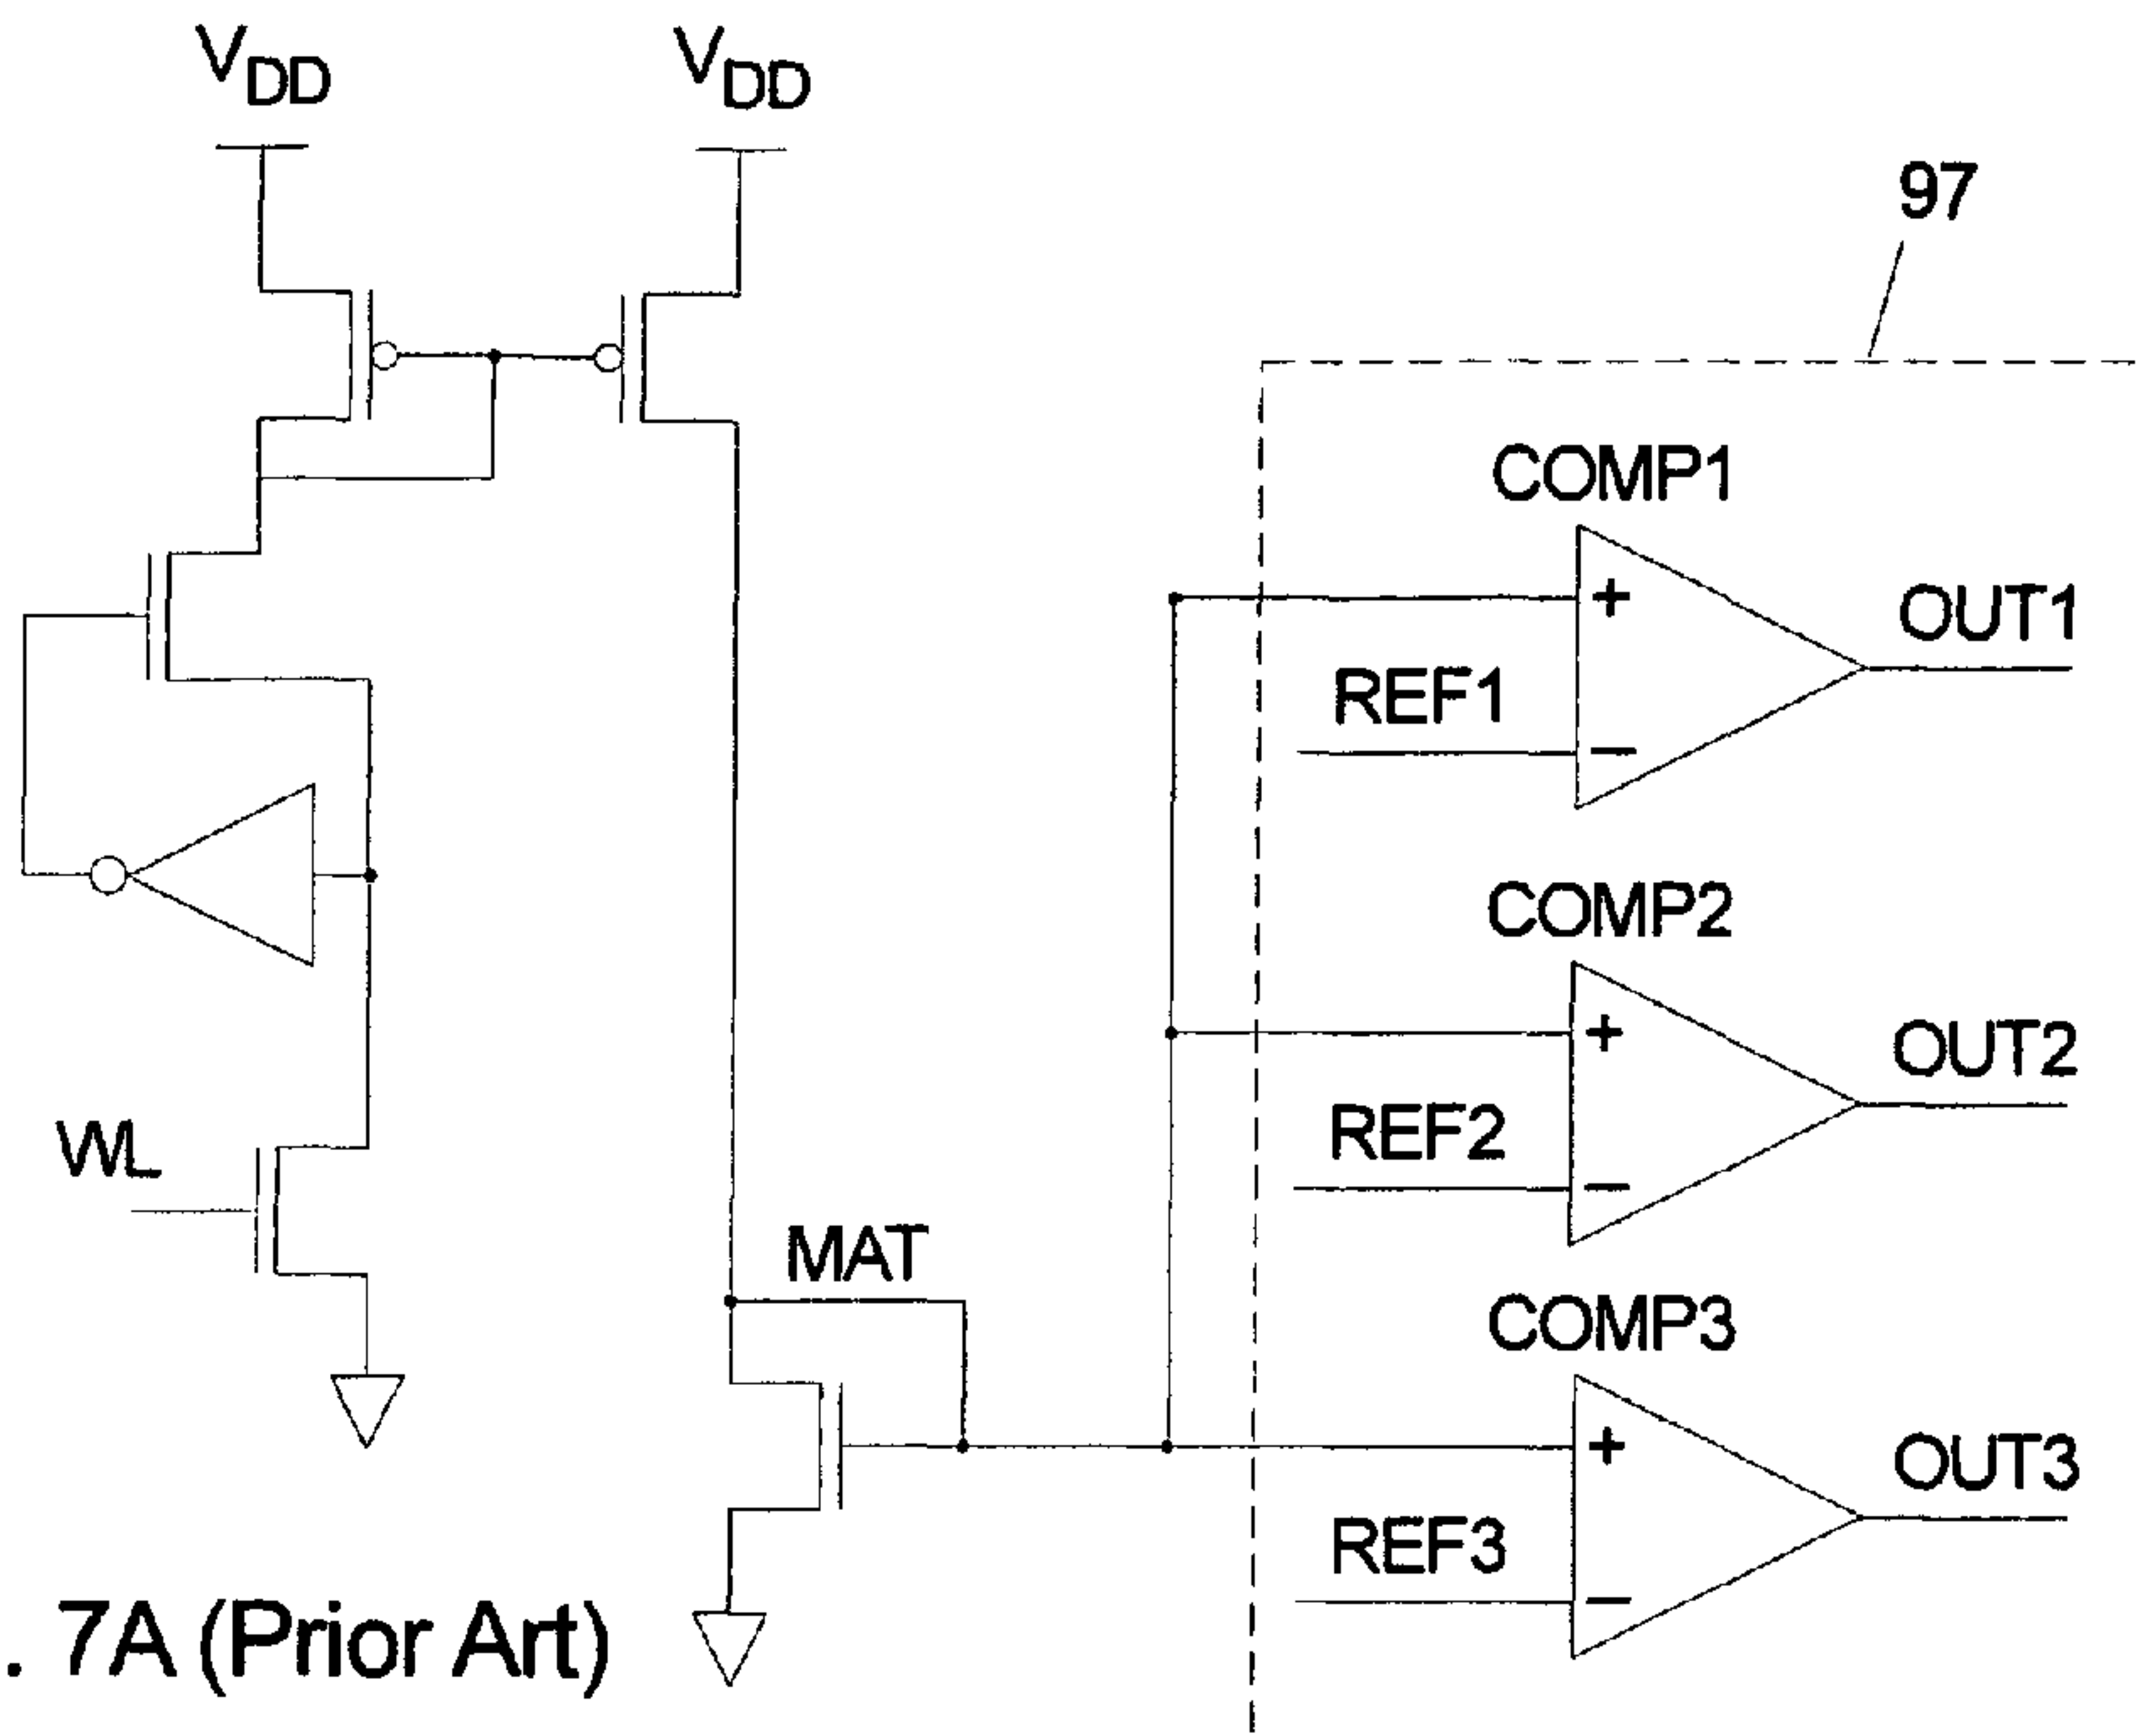 VDD
VDD
97
COMP1
+
OUT1
REF1
−
COMP2
+
OUT2
REF2
−
WL
MAT
COMP3
+
OUT3
REF3
−
. 7A (Prior Art)